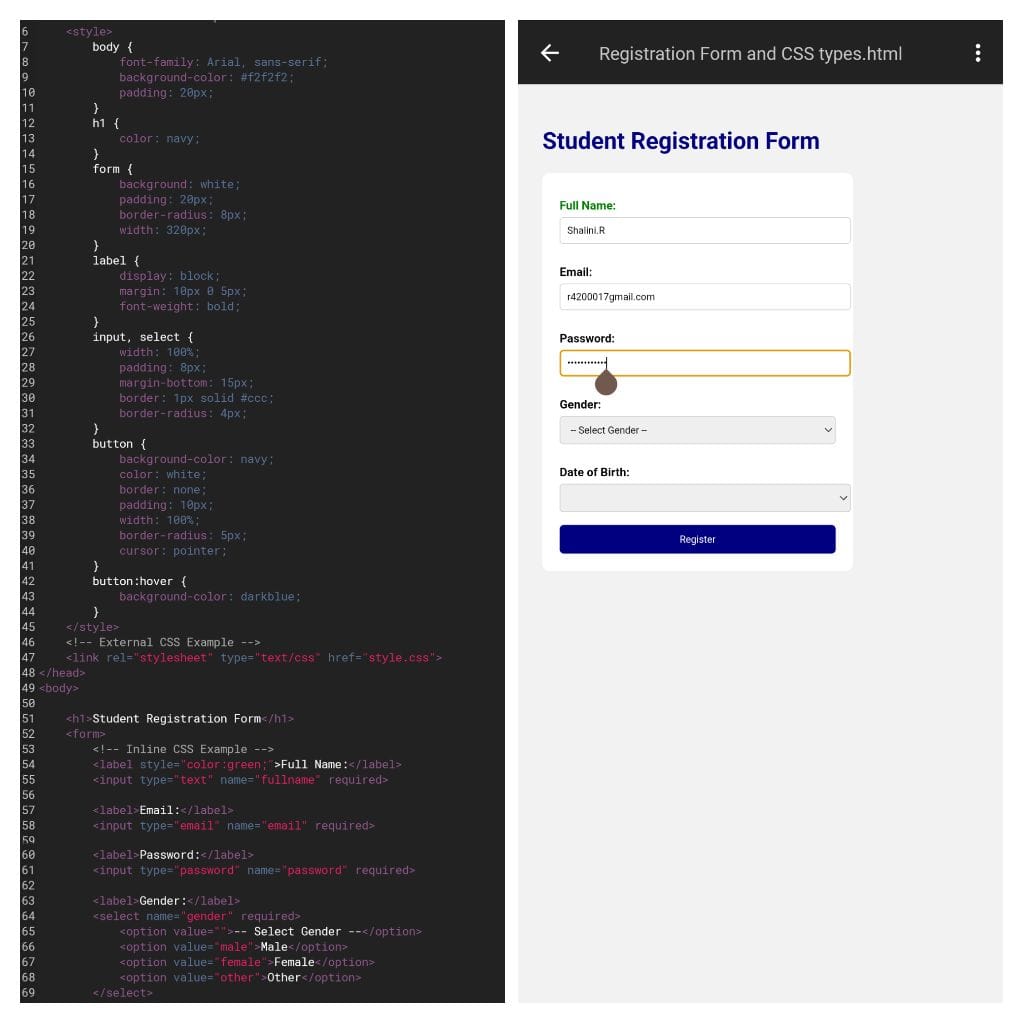 6 <style>
7 body {
8 font-family: Arial, sans-serif;
9 background-color: #f2f2f2;
10 padding: 20px;
11 }
12 h1 {
13 color: navy;
14 }
15 form {
16 background: white;
17 padding: 20px;
18 border-radius: 8px;
19 width: 320px;
20 }
21 label {
22 display: block;
23 margin: 10px 0 5px;
24 font-weight: bold;
25 }
26 input, select {
27 width: 100%;
28 padding: 8px;
29 margin-bottom: 15px;
30 border: 1px solid #ccc;
31 border-radius: 4px;
32 }
33 button {
34 background-color: navy;
35 color: white;
36 border: none;
37 padding: 10px;
38 width: 100%;
39 border-radius: 5px;
40 cursor: pointer;
41 }
42 button:hover {
43 background-color: darkblue;
44 }
45 </style>
46 <!-- External CSS Example -->
47 <link rel="stylesheet" type="text/css" href="style.css">
48 </head>
49 <body>
50
51 <h1>Student Registration Form</h1>
52 <form>
53 <!-- Inline CSS Example -->
54 <label style="color:green;">Full Name:</label>
55 <input type="text" name="fullname" required>
56
57 <label>Email:</label>
58 <input type="email" name="email" required>
59
60 <label>Password:</label>
61 <input type="password" name="password" required>
62
63 <label>Gender:</label>
64 <select name="gender" required>
65 <option value="">-- Select Gender --</option>
66 <option value="male">Male</option>
67 <option value="female">Female</option>
68 <option value="other">Other</option>
69 </select>
Registration Form and CSS types.html
Student Registration Form
Full Name:
Shalini.R
Email:
r4200017gmail.com
Password:
Gender:
-- Select Gender --
Date of Birth:
Register